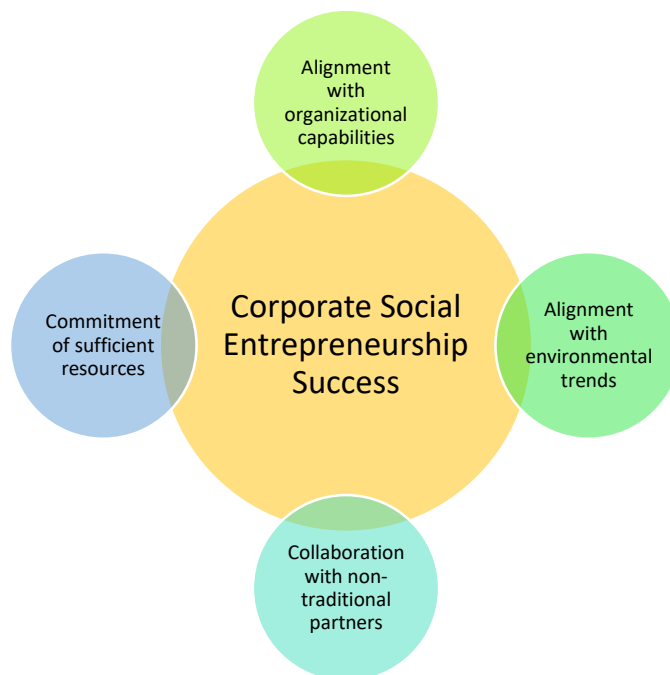 Alignment
with
organizational
capabilities
Commitment
of sufficient
resources
Corporate Social
Entrepreneurship
Success
Alignment
with
environmental
trends
Collaboration
with non-
traditional
partners